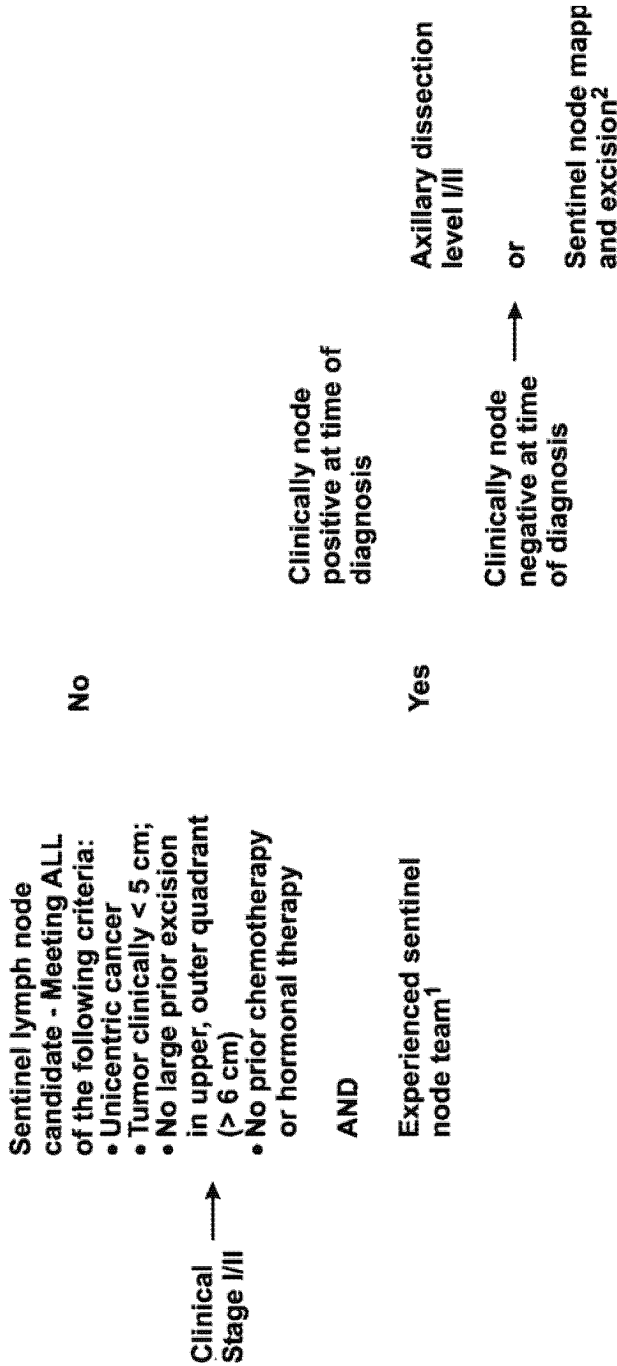 Clinical
Stage I/II
Sentinel lymph node
candidate - Meeting ALL
of the following criteria:
• Unicentric cancer
• Tumor clinically < 5 cm;
• No large prior excision
in upper, outer quadrant
(> 6 cm)
• No prior chemotherapy
or hormonal therapy
AND
Experienced sentinel
node team1
No
Yes
Clinically node
positive at time of
diagnosis
Clinically node
negative at time
of diagnosis
Axillary dissection
level I/II
or
Sentinel node mapp
and excision2